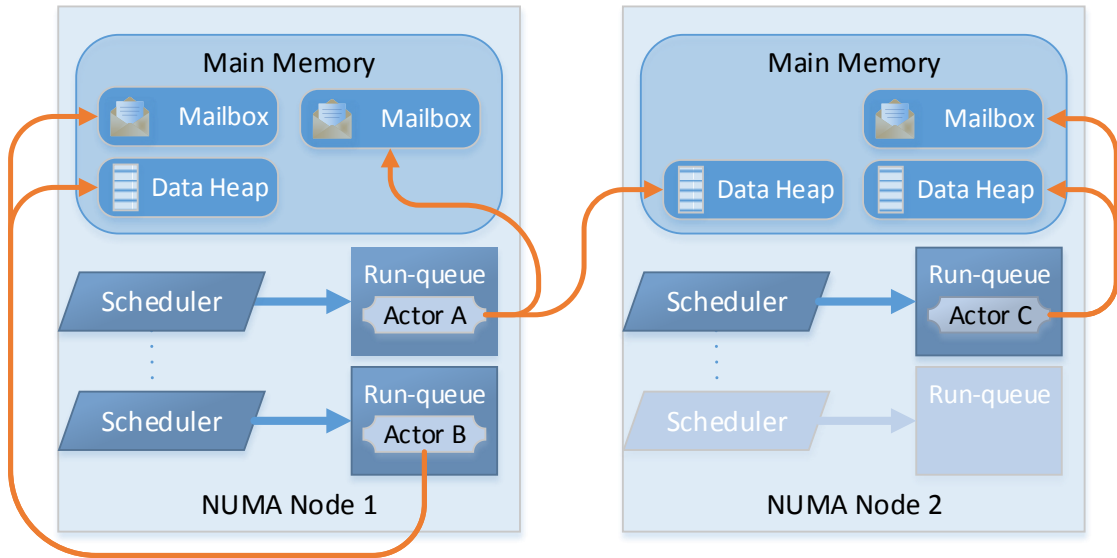 Main Memory
Mailbox
Mailbox
Data Heap
Scheduler
Run-queue
Actor A
Scheduler
Run-queue
Actor B
NUMA Node 1
Main Memory
Mailbox
Data Heap
Data Heap
Scheduler
Run-queue
Actor C
Scheduler
Run-queue
NUMA Node 2